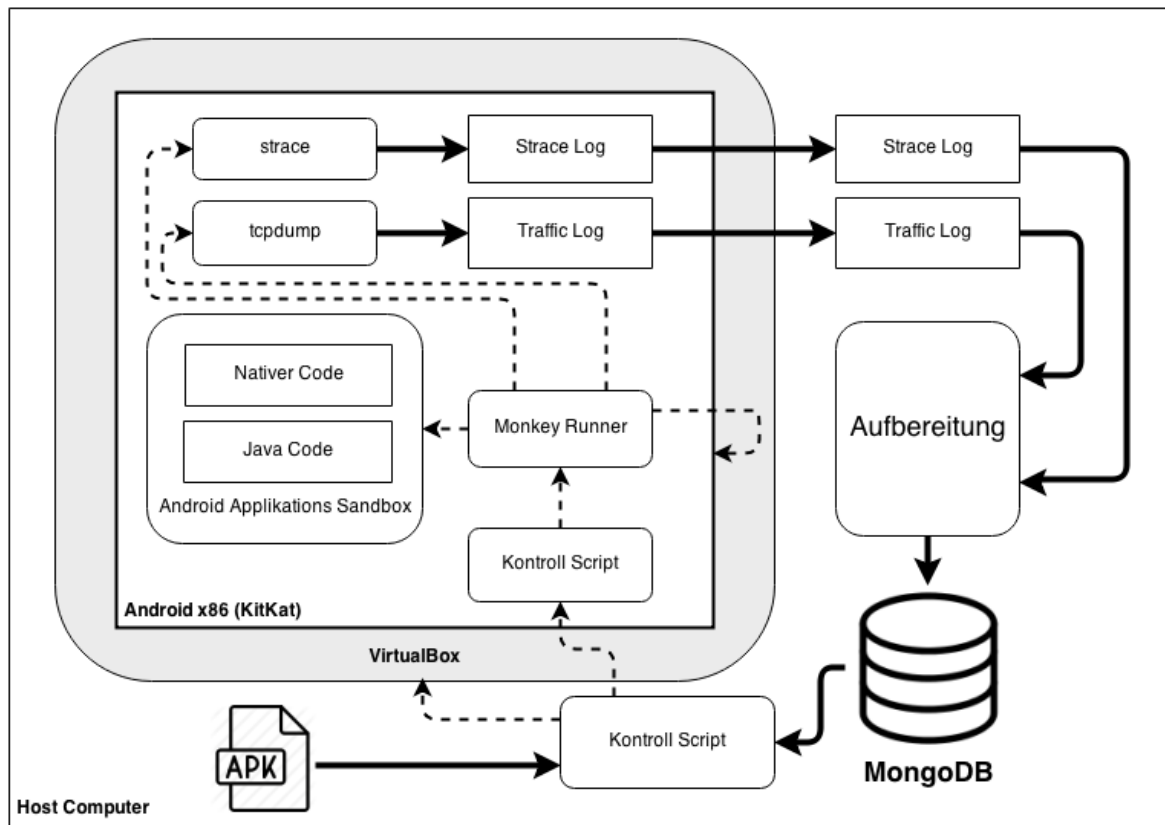 strace
Strace Log
Strace Log
tcpdump
Traffic Log
Traffic Log
Nativer Code
Java Code
Android Applikations Sandbox
Monkey Runner
Aufbereitung
Kontroll Script
Android x86 (KitKat)
VirtualBox
Kontroll Script
APK
MongoDB
Host Computer